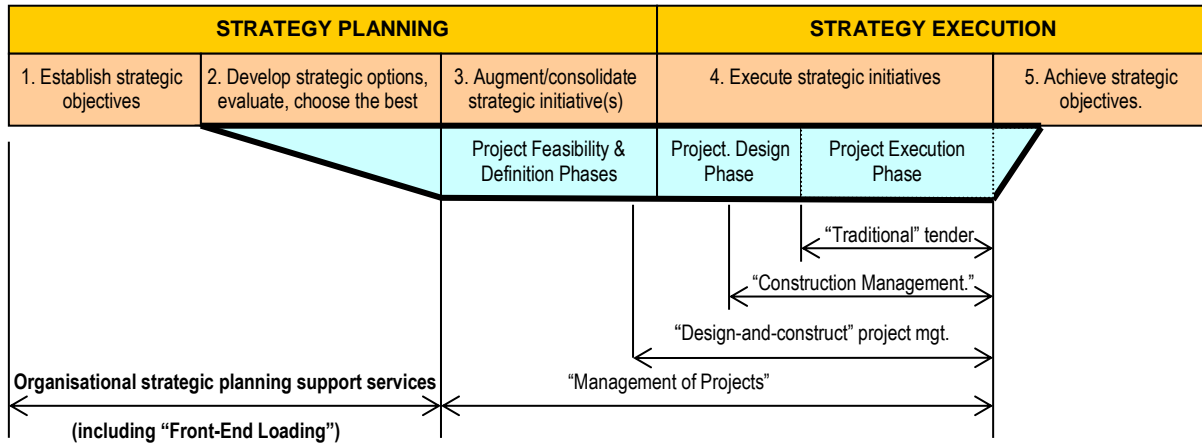 STRATEGY PLANNING
STRATEGY EXECUTION
1. Establish strategic
objectives
2. Develop strategic options,
evaluate, choose the best
3. Augment/consolidate
strategic initiative(s)
4. Execute strategic initiatives
5. Achieve strategic
objectives.
Project Feasibility &
Definition Phases
Project. Design
Phase
Project Execution
Phase
“Traditional” tender
“Construction Management.”
“Design-and-construct” project mgt.
Organisational strategic planning support services
“Management of Projects”
(including “Front-End Loading”)